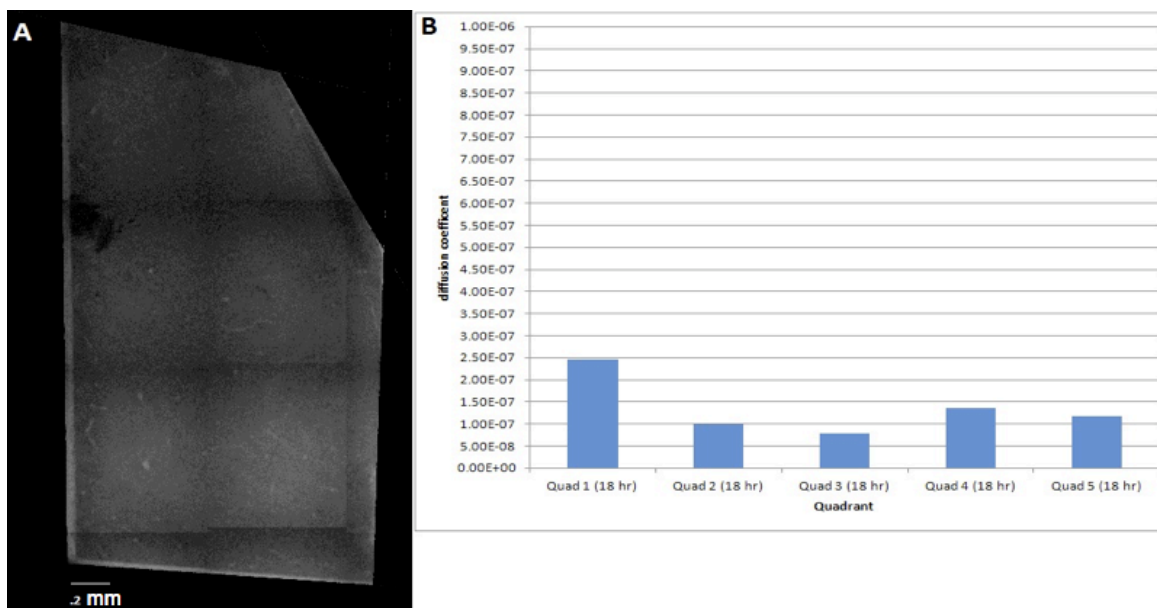 A
.2 mm
B
1.00E-06
9.50E-07
9.00E-07
8.50E-07
8.00E-07
7.50E-07
7.00E-07
6.50E-07
6.00E-07
5.50E-07
5.00E-07
4.50E-07
4.00E-07
3.50E-07
3.00E-07
2.50E-07
2.00E-07
1.50E-07
1.00E-07
5.00E-08
0.00E+00
diffusion coefficent
Quad 1 (18 hr) Quad 2 (18 hr) Quad 3 (18 hr) Quad 4 (18 hr) Quad 5 (18 hr)
Quadrant